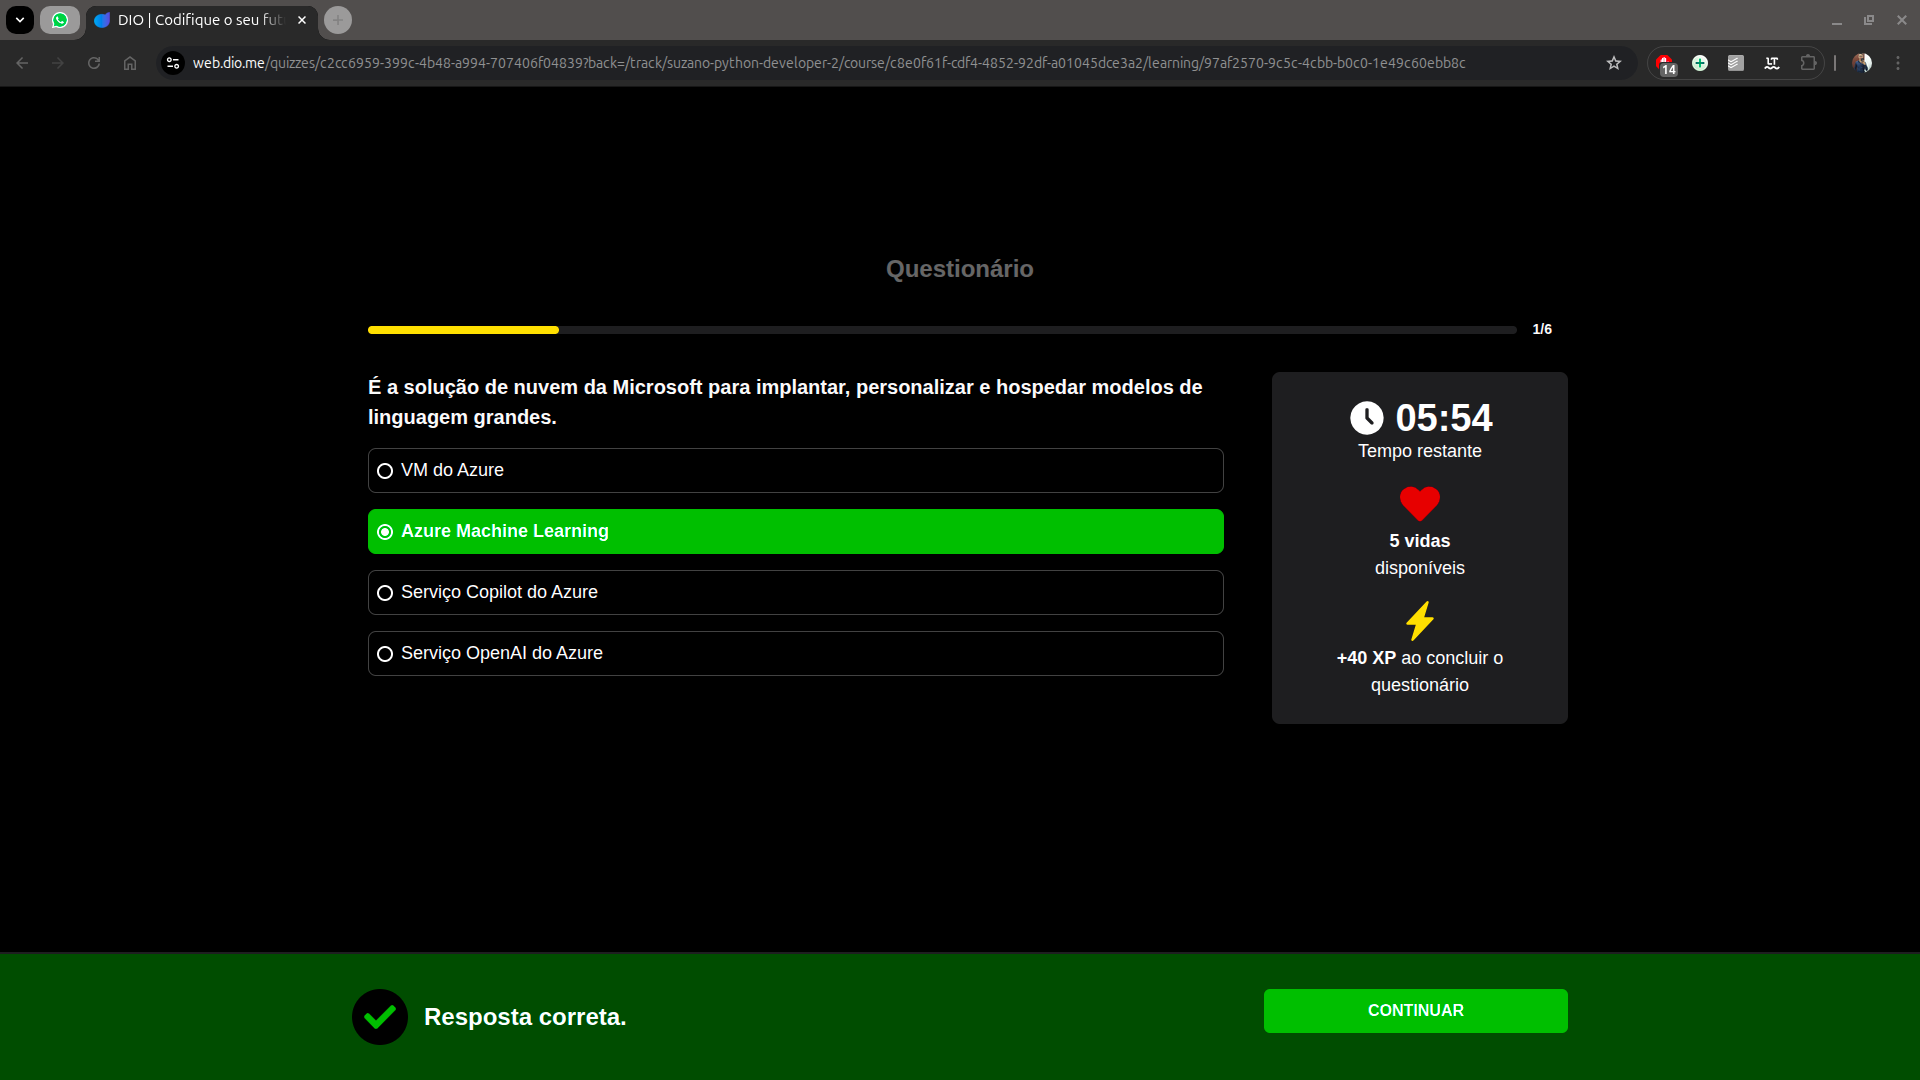 DIO | Codifique o seu fut
web.dio.me/quizzes/c2cc6959-399c-4b48-a994-707406f04839?back=/track/suzano-python-developer-2/course/c8e0f61f-cdf4-4852-92df-a01045dce3a2/learning/97af2570-9c5c-4cbb-b0c0-1e49c60ebb8c
14
LT
Questionário
1/6
É a solução de nuvem da Microsoft para implantar, personalizar e hospedar modelos de
linguagem grandes.
VM do Azure
Azure Machine Learning
Serviço Copilot do Azure
Serviço OpenAI do Azure
05:54
Tempo restante
5 vidas
disponíveis
+40 XP ao concluir o
questionário
Resposta correta.
CONTINUAR